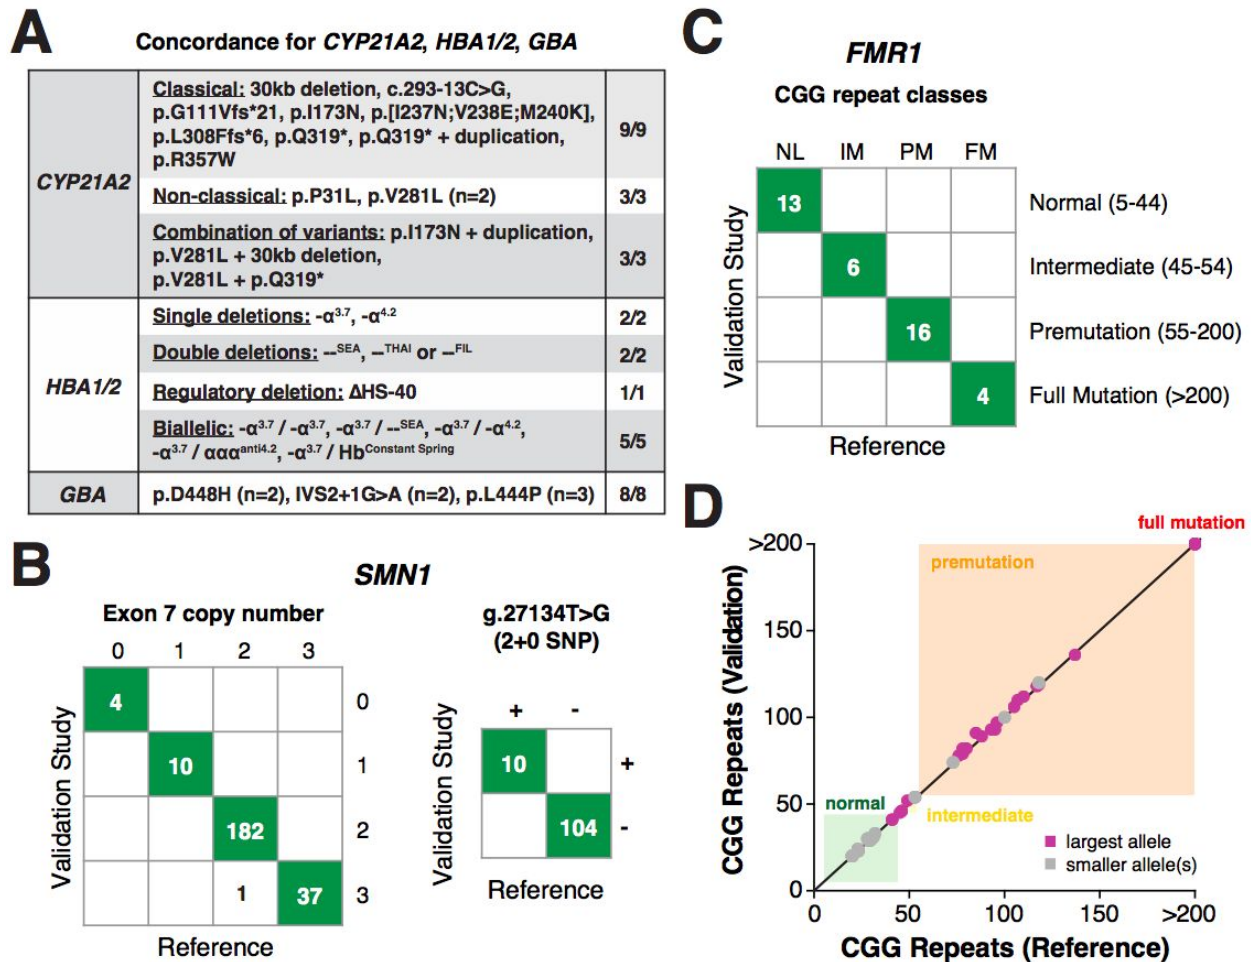 A
Concordance for CYP21A2, HBA1/2, GBA
CYP21A2
Classical: 30kb deletion, c.293-13C>G,
p.G111Vfs*21, p.I173N, p.[I237N;V238E;M240K],
p.L308Ffs*6, p.Q319*, p.Q319* + duplication,
p.R357W
9/9
Non-classical: p.P31L, p.V281L (n=2)
3/3
Combination of variants: p.I173N + duplication,
p.V281L + 30kb deletion,
p.V281L + p.Q319*
3/3
HBA1/2
Single deletions: -α3.7, -α4.2
2/2
Double deletions: --SEA, --THAI or --FIL
2/2
Regulatory deletion: ΔHS-40
1/1
Biallelic: -α3.7 / -α3.7, -α3.7 / --SEA, -α3.7 / -α4.2,
-α3.7 / αααanti4.2, -α3.7 / HbConstant Spring
5/5
GBA
p.D448H (n=2), IVS2+1G>A (n=2), p.L444P (n=3)
8/8
B
SMN1
Exon 7 copy number
0 1 2 3
4 0
10 1
182 2
1 37 3
Validation Study
Reference
g.27134T>G
(2+0 SNP)
+ -
10 +
104 -
Validation Study
Reference
C
FMR1
CGG repeat classes
NL IM PM FM
13 Normal (5-44)
6 Intermediate (45-54)
16 Premutation (55-200)
4 Full Mutation (>200)
Validation Study
Reference
D
full mutation
premutation
normal
intermediate
largest allele
smaller allele(s)
>200
150
100
50
0
CGG Repeats (Validation)
0 50 100 150 >200
CGG Repeats (Reference)